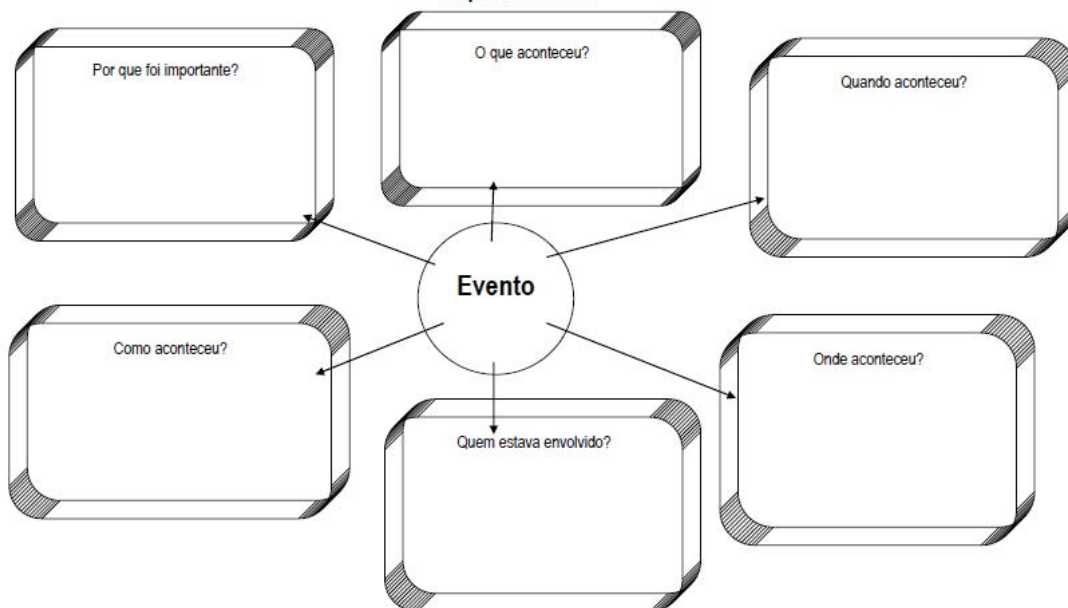 Por que foi importante?
O que aconteceu?
Quando aconteceu?
Evento
Como aconteceu?
Onde aconteceu?
Quem estava envolvido?